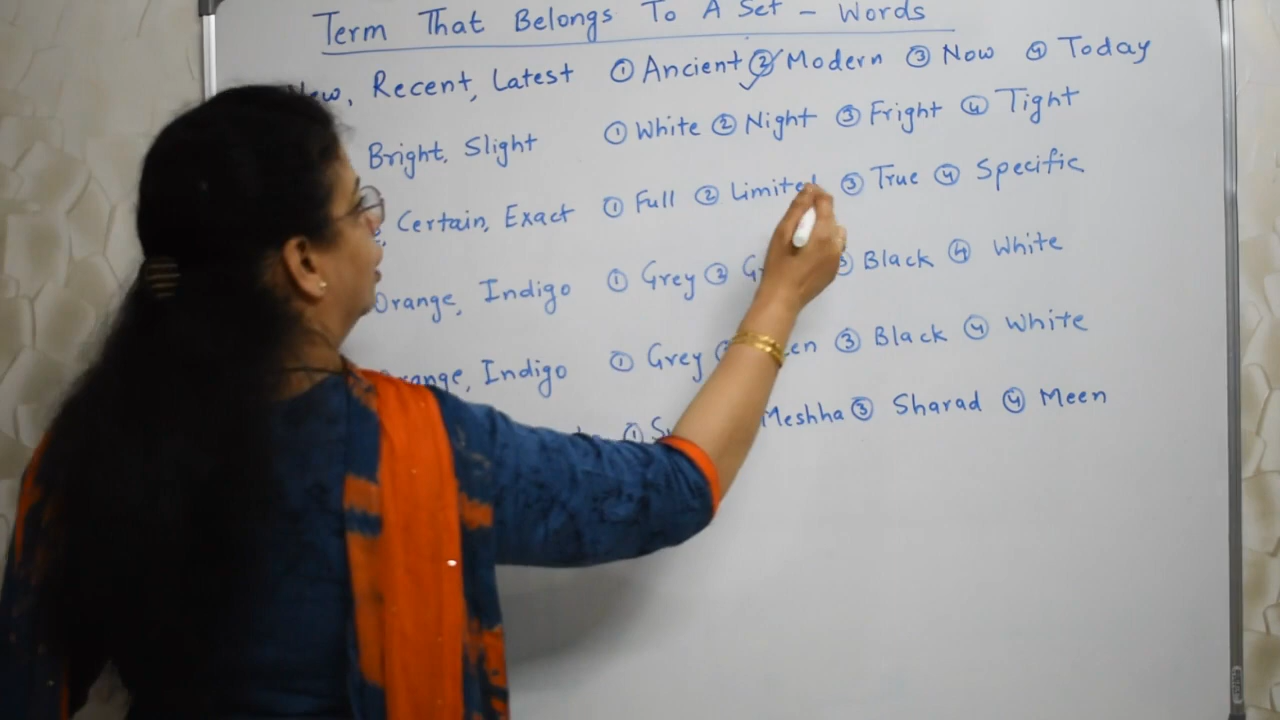 Term That Belongs To A Set - Words
Recent, Latest ① Ancient ② Modern ③ Now ④ Today
Bright, Slight ① White ② Night ③ Fright ④ Tight
Certain, Exact ① Full ② Limited ③ True ④ Specific
Orange, Indigo ① Grey ② Black ④ White
Indigo ① Grey ③ Black ④ White
① Meshha ③ Sharad ④ Meen